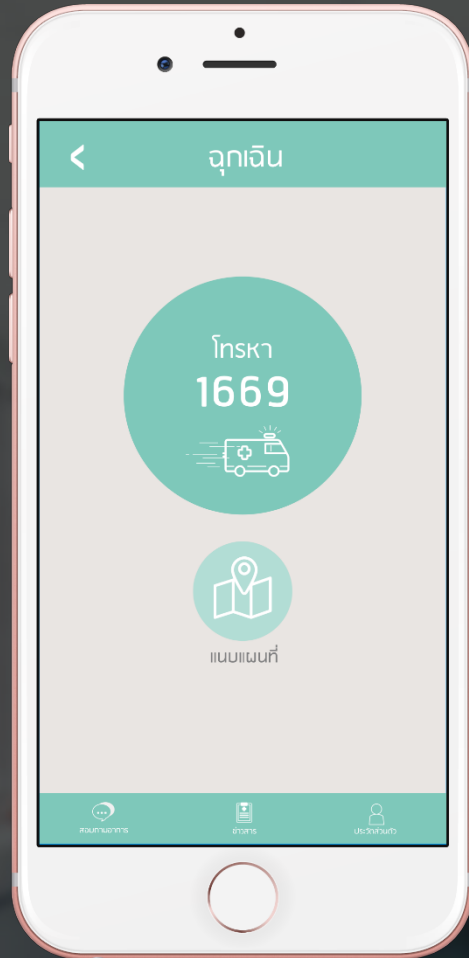 ฉุกเฉิน
โทรหา
1669
แนบแผนที่
สอบถามอาการ
ข่าวสาร
ประวัติส่วนตัว